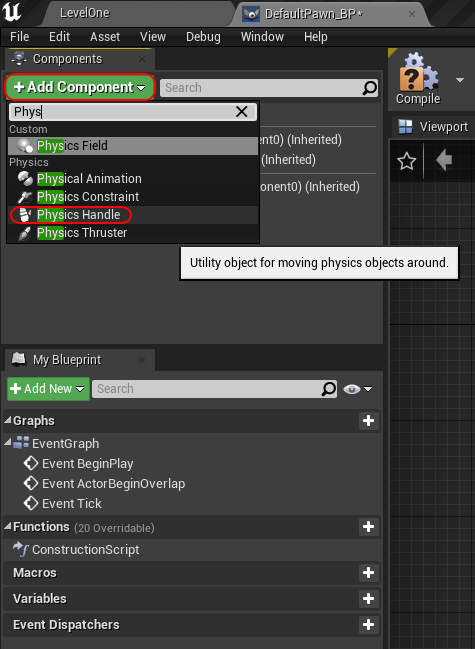 LevelOne
DefaultPawn_BP*
File Edit Asset View Debug Window Help
Components
+ Add Component
Search
Compile
Phys
Custom
Physics Field
Physics
Physical Animation
Physics Constraint
Physics Handle
Physics Thruster
ent0) (Inherited)
(Inherited)
ponent0) (Inherited)
Viewport
Utility object for moving physics objects around.
My Blueprint
+ Add New
Search
Graphs
EventGraph
Event BeginPlay
Event ActorBeginOverlap
Event Tick
Functions (20 Overridable)
ConstructionScript
Macros
Variables
Event Dispatchers